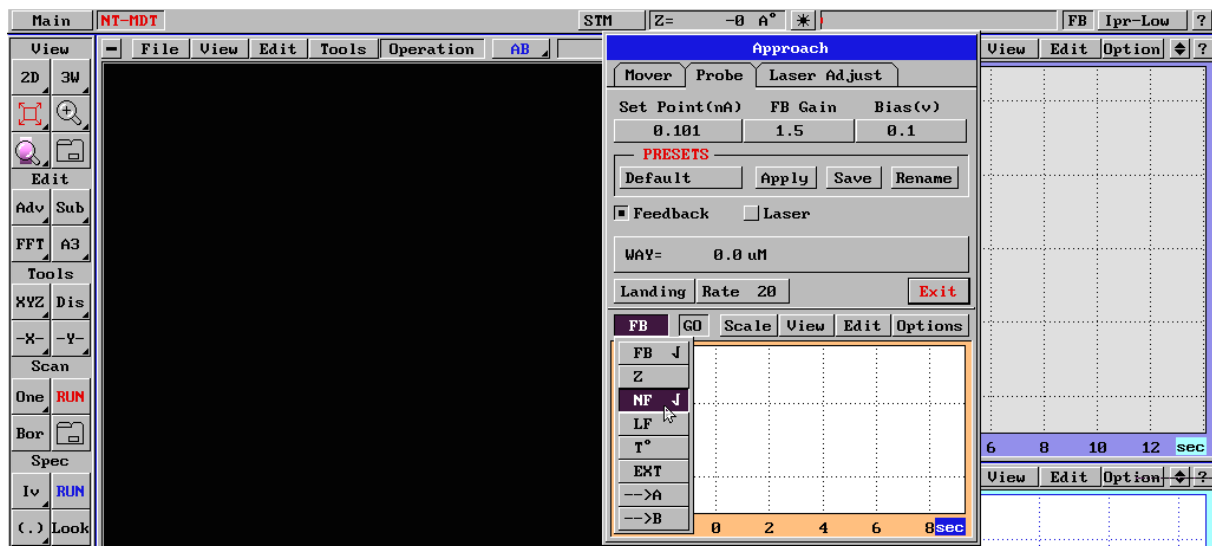 Main NT-MDT STM Z= -0 A° FB Ipr-Low ?
View - File View Edit Tools Operation AB
2D 3W
Edit
Adv Sub
FFT A3
Tools
XYZ Dis
-X- -Y-
Scan
One RUN
Bor
Spec
Iv RUN
(.) Look
Approach
Mover Probe Laser Adjust
Set Point(nA) FB Gain Bias(v)
0.101 1.5 0.1
PRESETS
Default Apply Save Rename
Feedback Laser
WAY= 0.0 uM
Landing Rate 20 Exit
FB GO Scale View Edit Options
FB √
Z
NF √
LF
T°
EXT
-->A
-->B
0 2 4 6 8 sec
View Edit Option ?
6 8 10 12 sec
View Edit Option ?